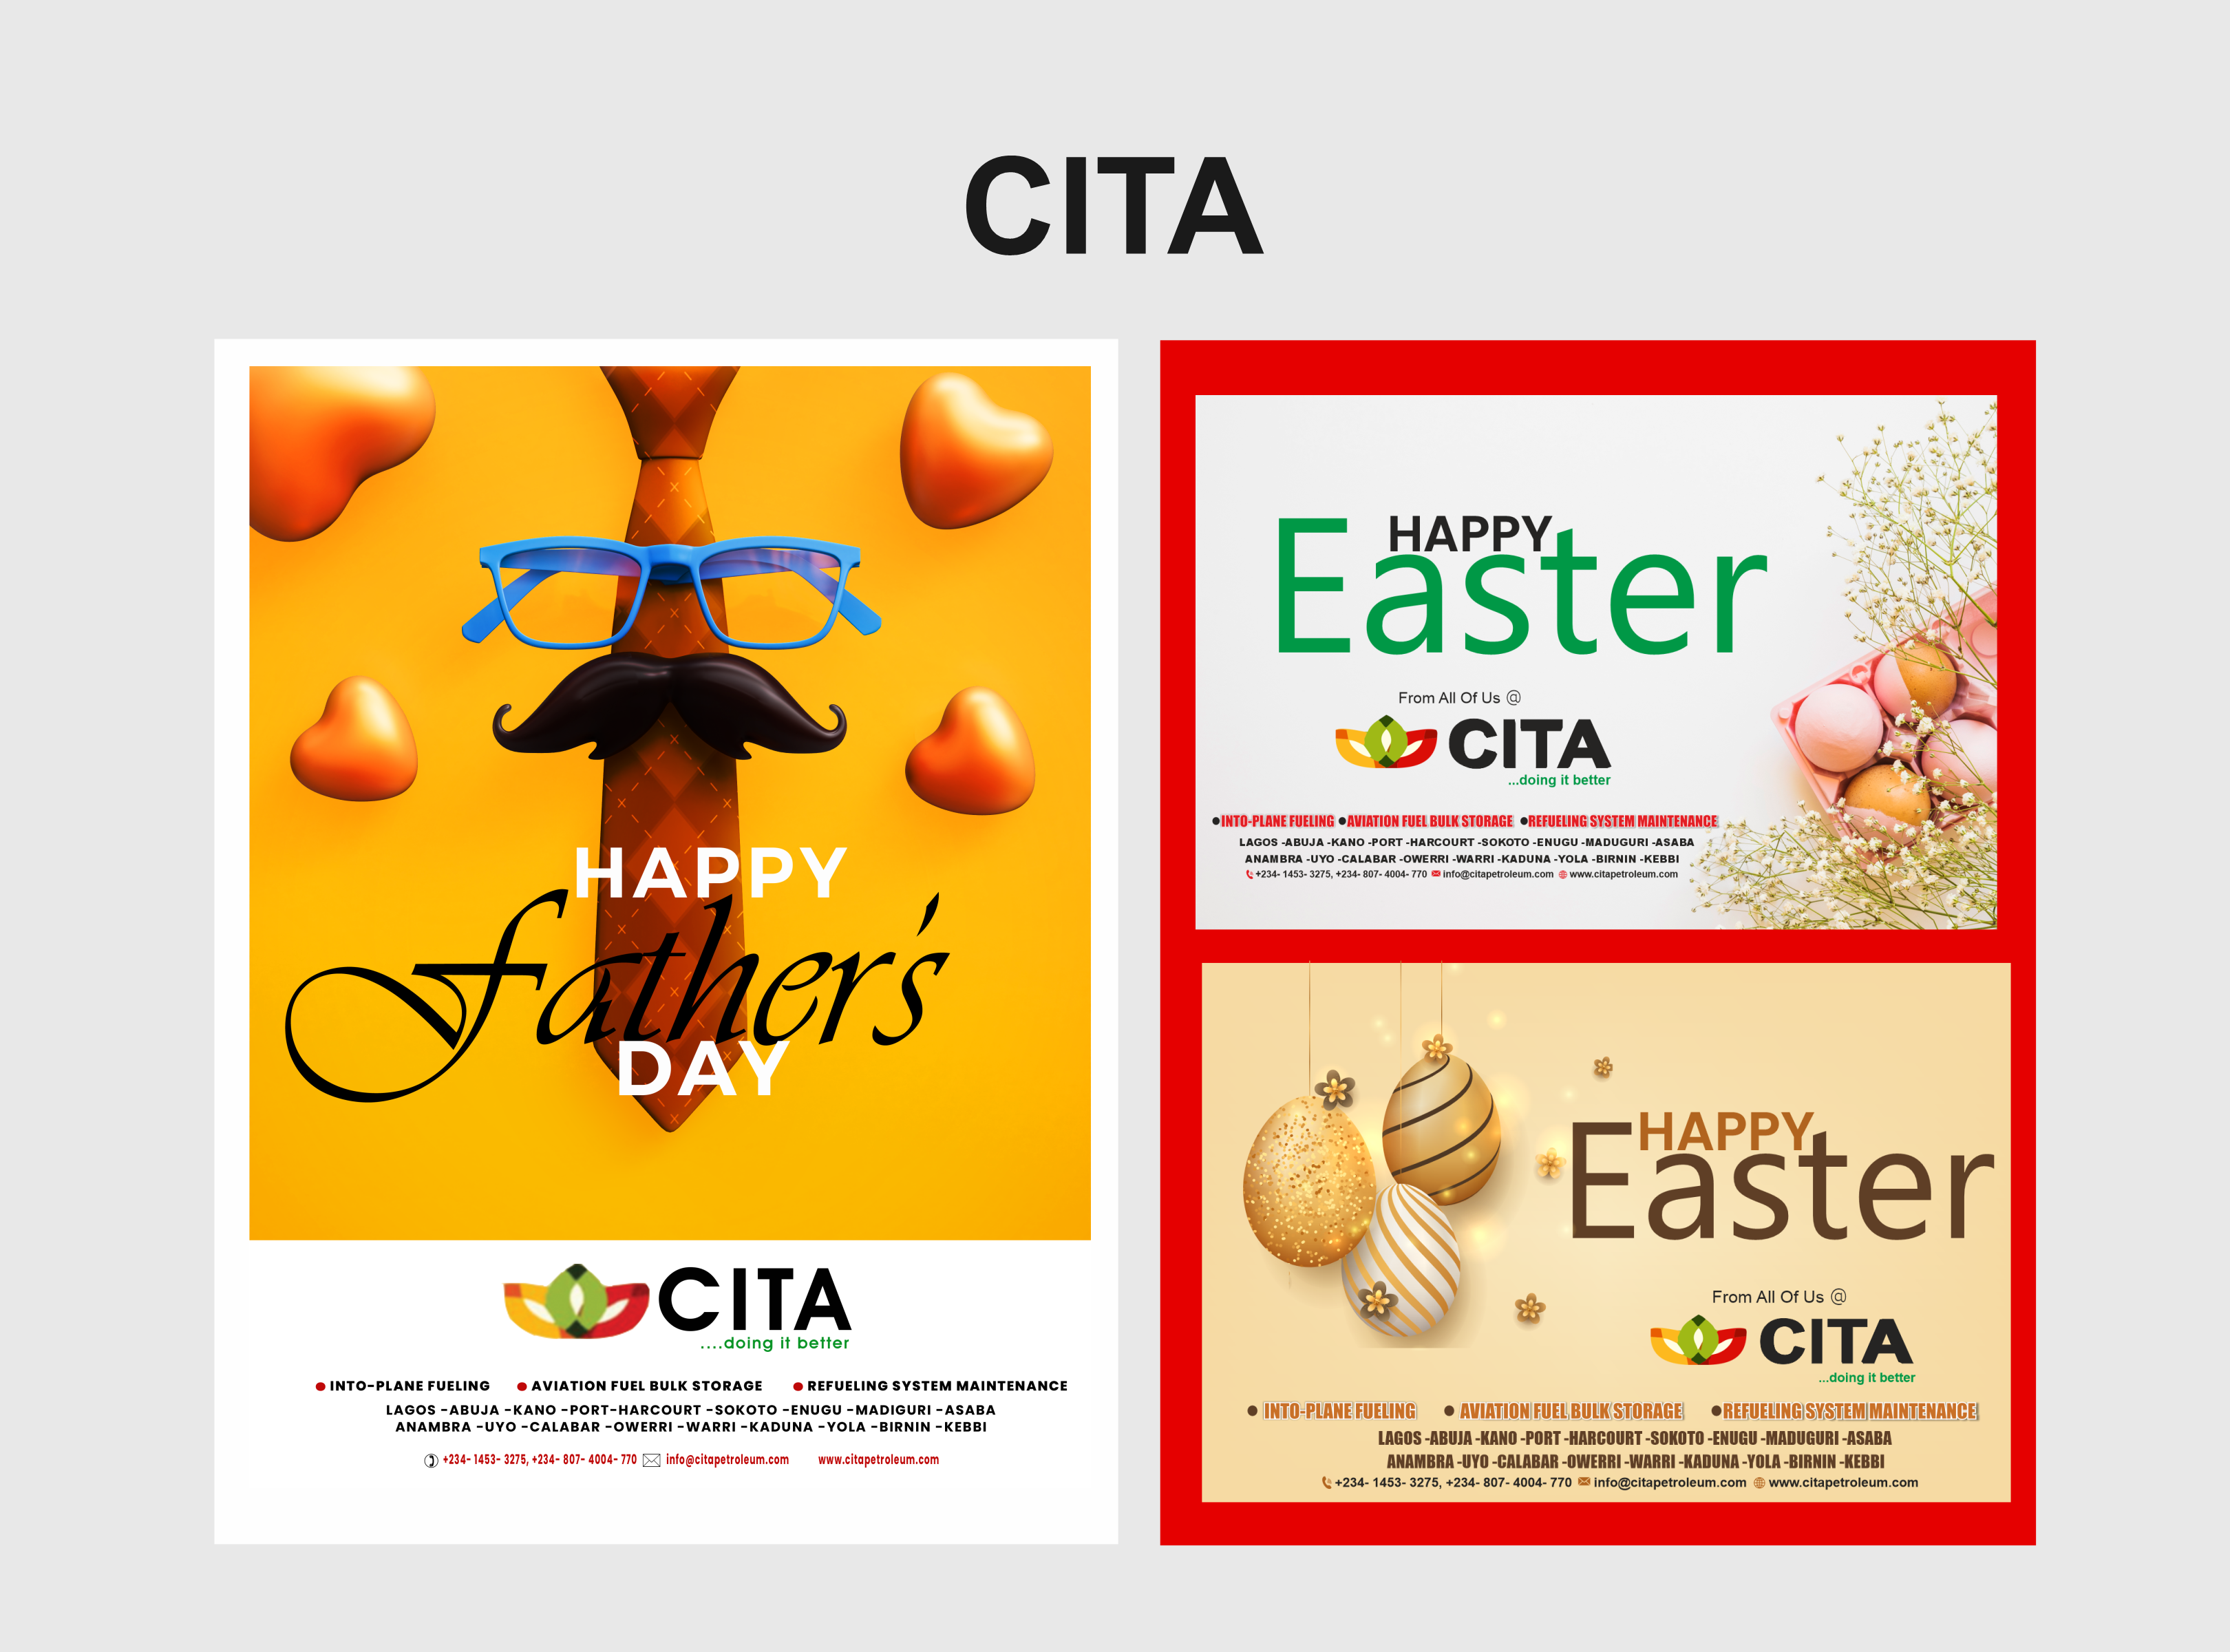 CITA
HAPPY
Father's
DAY
CITA
....doing it better
INTO-PLANE FUELING AVIATION FUEL BULK STORAGE REFUELING SYSTEM MAINTENANCE
LAGOS -ABUJA -KANO -PORT-HARCOURT -SOKOTO -ENUGU -MADIGURI -ASABA
ANAMBRA -UYO -CALABAR -OWERRI -WARRI -KADUNA -YOLA -BIRNIN -KEBBI
+234- 1453- 3275, +234- 807- 4004- 770 info@citapetroleum.com www.citapetroleum.com
HAPPY
Easter
From All Of Us @
CITA
...doing it better
●INTO-PLANE FUELING ●AVIATION FUEL BULK STORAGE ●REFUELING SYSTEM MAINTENANCE
LAGOS -ABUJA -KANO -PORT -HARCOURT -SOKOTO -ENUGU -MADUGURI -ASABA
ANAMBRA -UYO -CALABAR -OWERRI -WARRI -KADUNA -YOLA -BIRNIN -KEBBI
+234- 1453- 3275, +234- 807- 4004- 770 info@citapetroleum.com www.citapetroleum.com
HAPPY
Easter
From All Of Us @
CITA
...doing it better
● INTO-PLANE FUELING ● AVIATION FUEL BULK STORAGE ●REFUELING SYSTEM MAINTENANCE
LAGOS -ABUJA -KANO -PORT -HARCOURT -SOKOTO -ENUGU -MADUGURI -ASABA
ANAMBRA -UYO -CALABAR -OWERRI -WARRI -KADUNA -YOLA -BIRNIN -KEBBI
+234- 1453- 3275, +234- 807- 4004- 770 info@citapetroleum.com www.citapetroleum.com